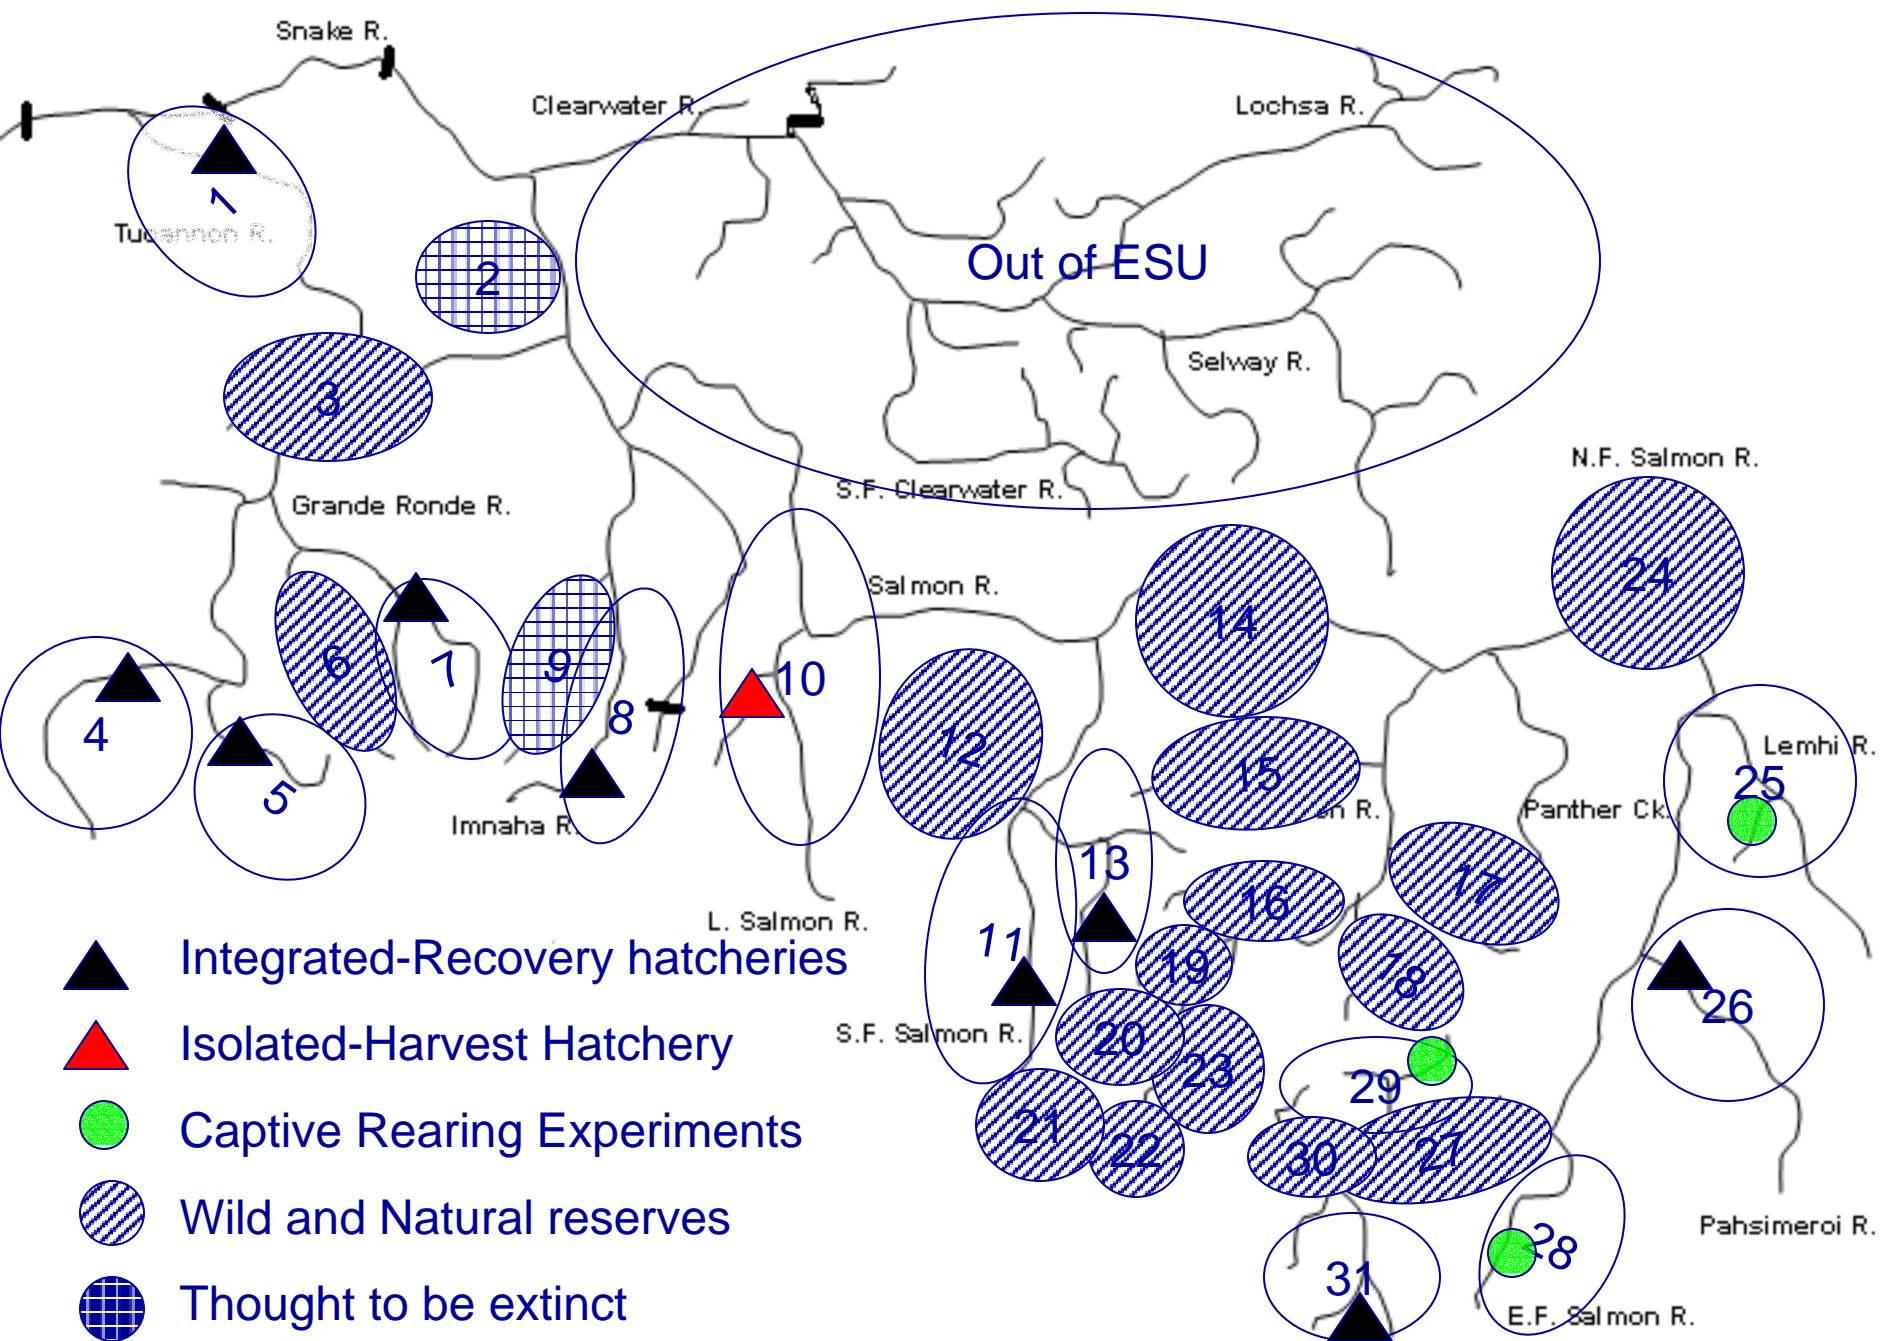 Snake R.
Clearwater R.
Lochsa R.
1
Tucannon R.
2
Out of ESU
Selway R.
3
N.F. Salmon R.
S.F. Clearwater R.
Grande Ronde R.
24
Salmon R.
14
6
7
9
10
8
4
12
Lemhi R.
15
25
5
Imnaha R.
n R.
Panther Ck.
13
17
16
L. Salmon R.
11
19
18
26
S.F. Salmon R.
20
23
29
21
22
30
27
Pahsimeroi R.
28
31
E.F. Salmon R.
Integrated-Recovery hatcheries
Isolated-Harvest Hatchery
Captive Rearing Experiments
Wild and Natural reserves
Thought to be extinct